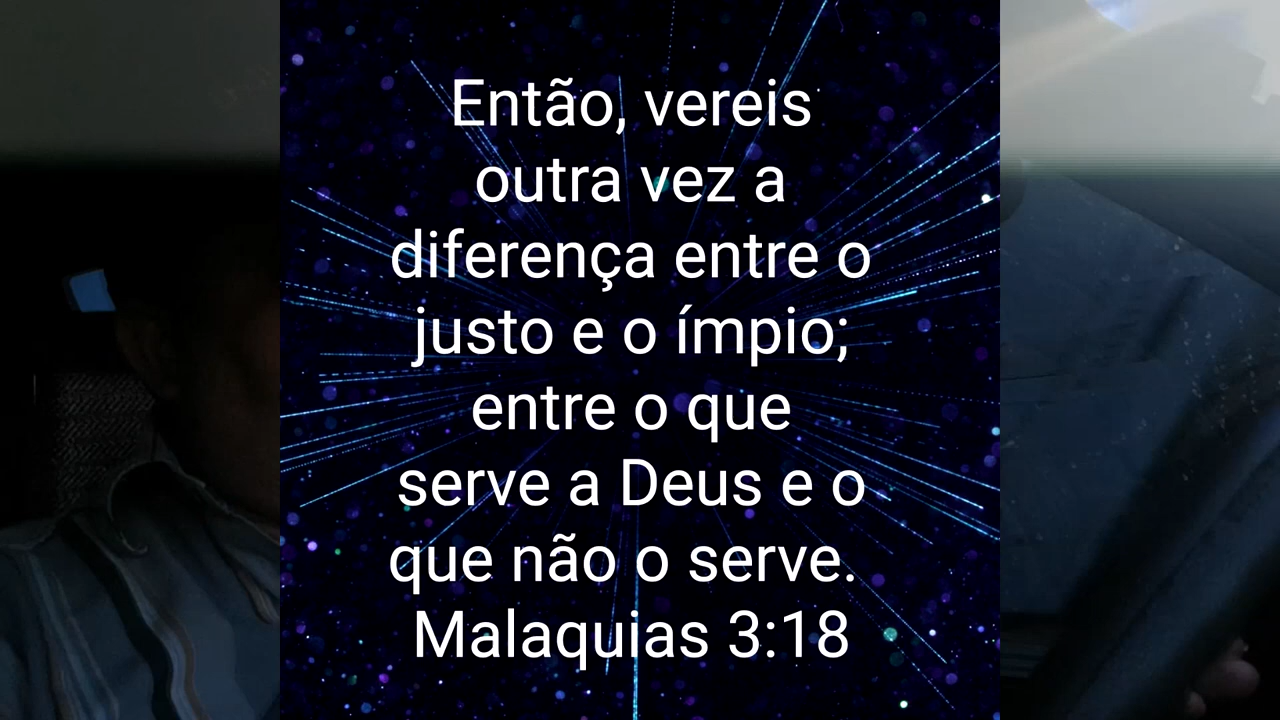 Então, vereis
outra vez a
diferença entre o
justo e o ímpio;
entre o que
serve a Deus e o
que não o serve.
Malaquias 3:18